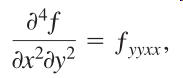 ∂⁴f/∂x²∂y² = f_yyxx,